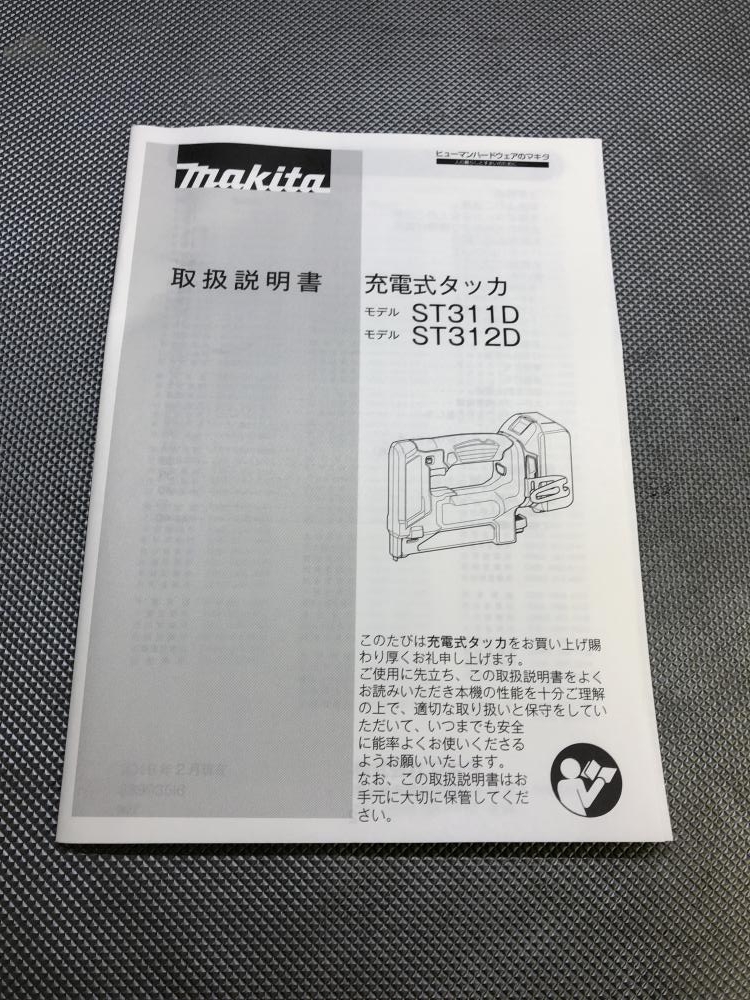 makita
ヒューマンハードウェアのマキタ
取扱説明書
充電式タッカ
モデル ST311D
モデル ST312D
このたびは充電式タッカをお買い上げ賜
わり厚くお礼申し上げます。
ご使用に先立ち、この取扱説明書をよく
お読みいただき本機の性能を十分ご理解
の上で、適切な取り扱いと保守をしてい
ただいて、いつまでも安全
に能率よくお使いくださる
ようお願いいたします。
なお、この取扱説明書はお
手元に大切に保管してくだ
さい。